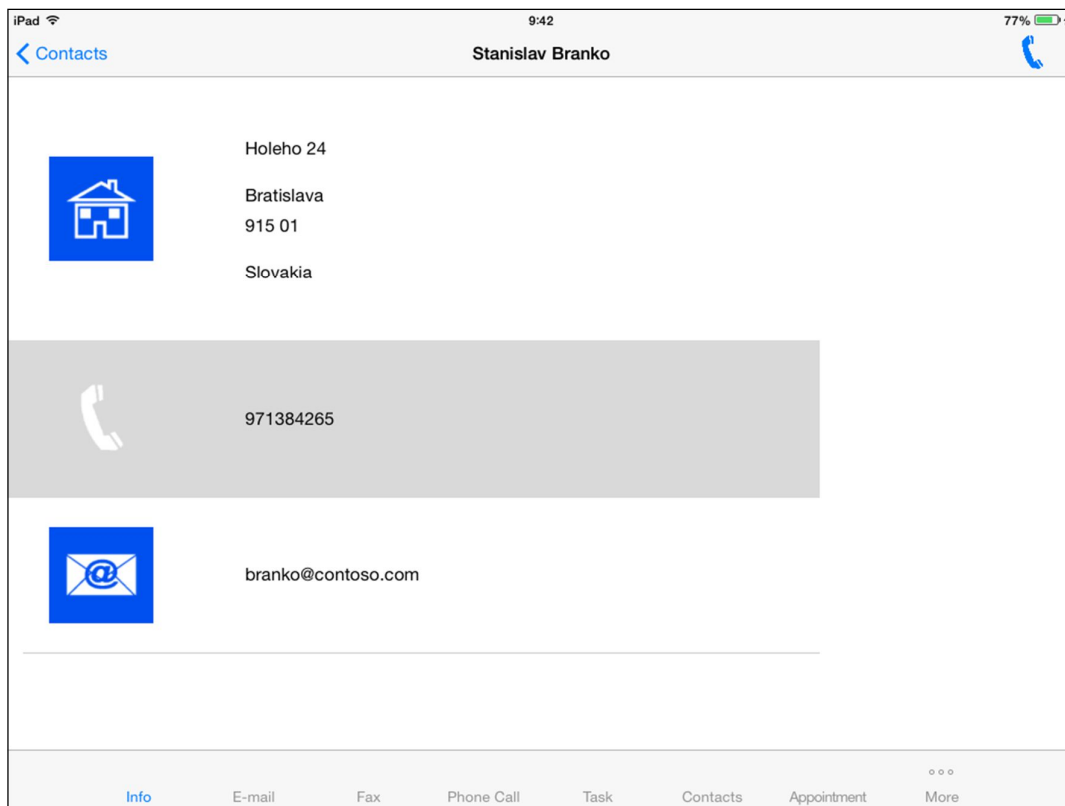 iPad 9:42 77%
Contacts Stanislav Branko
Holeho 24
Bratislava
915 01
Slovakia
971384265
@
branko@contoso.com
Info E-mail Fax Phone Call Task Contacts Appointment More